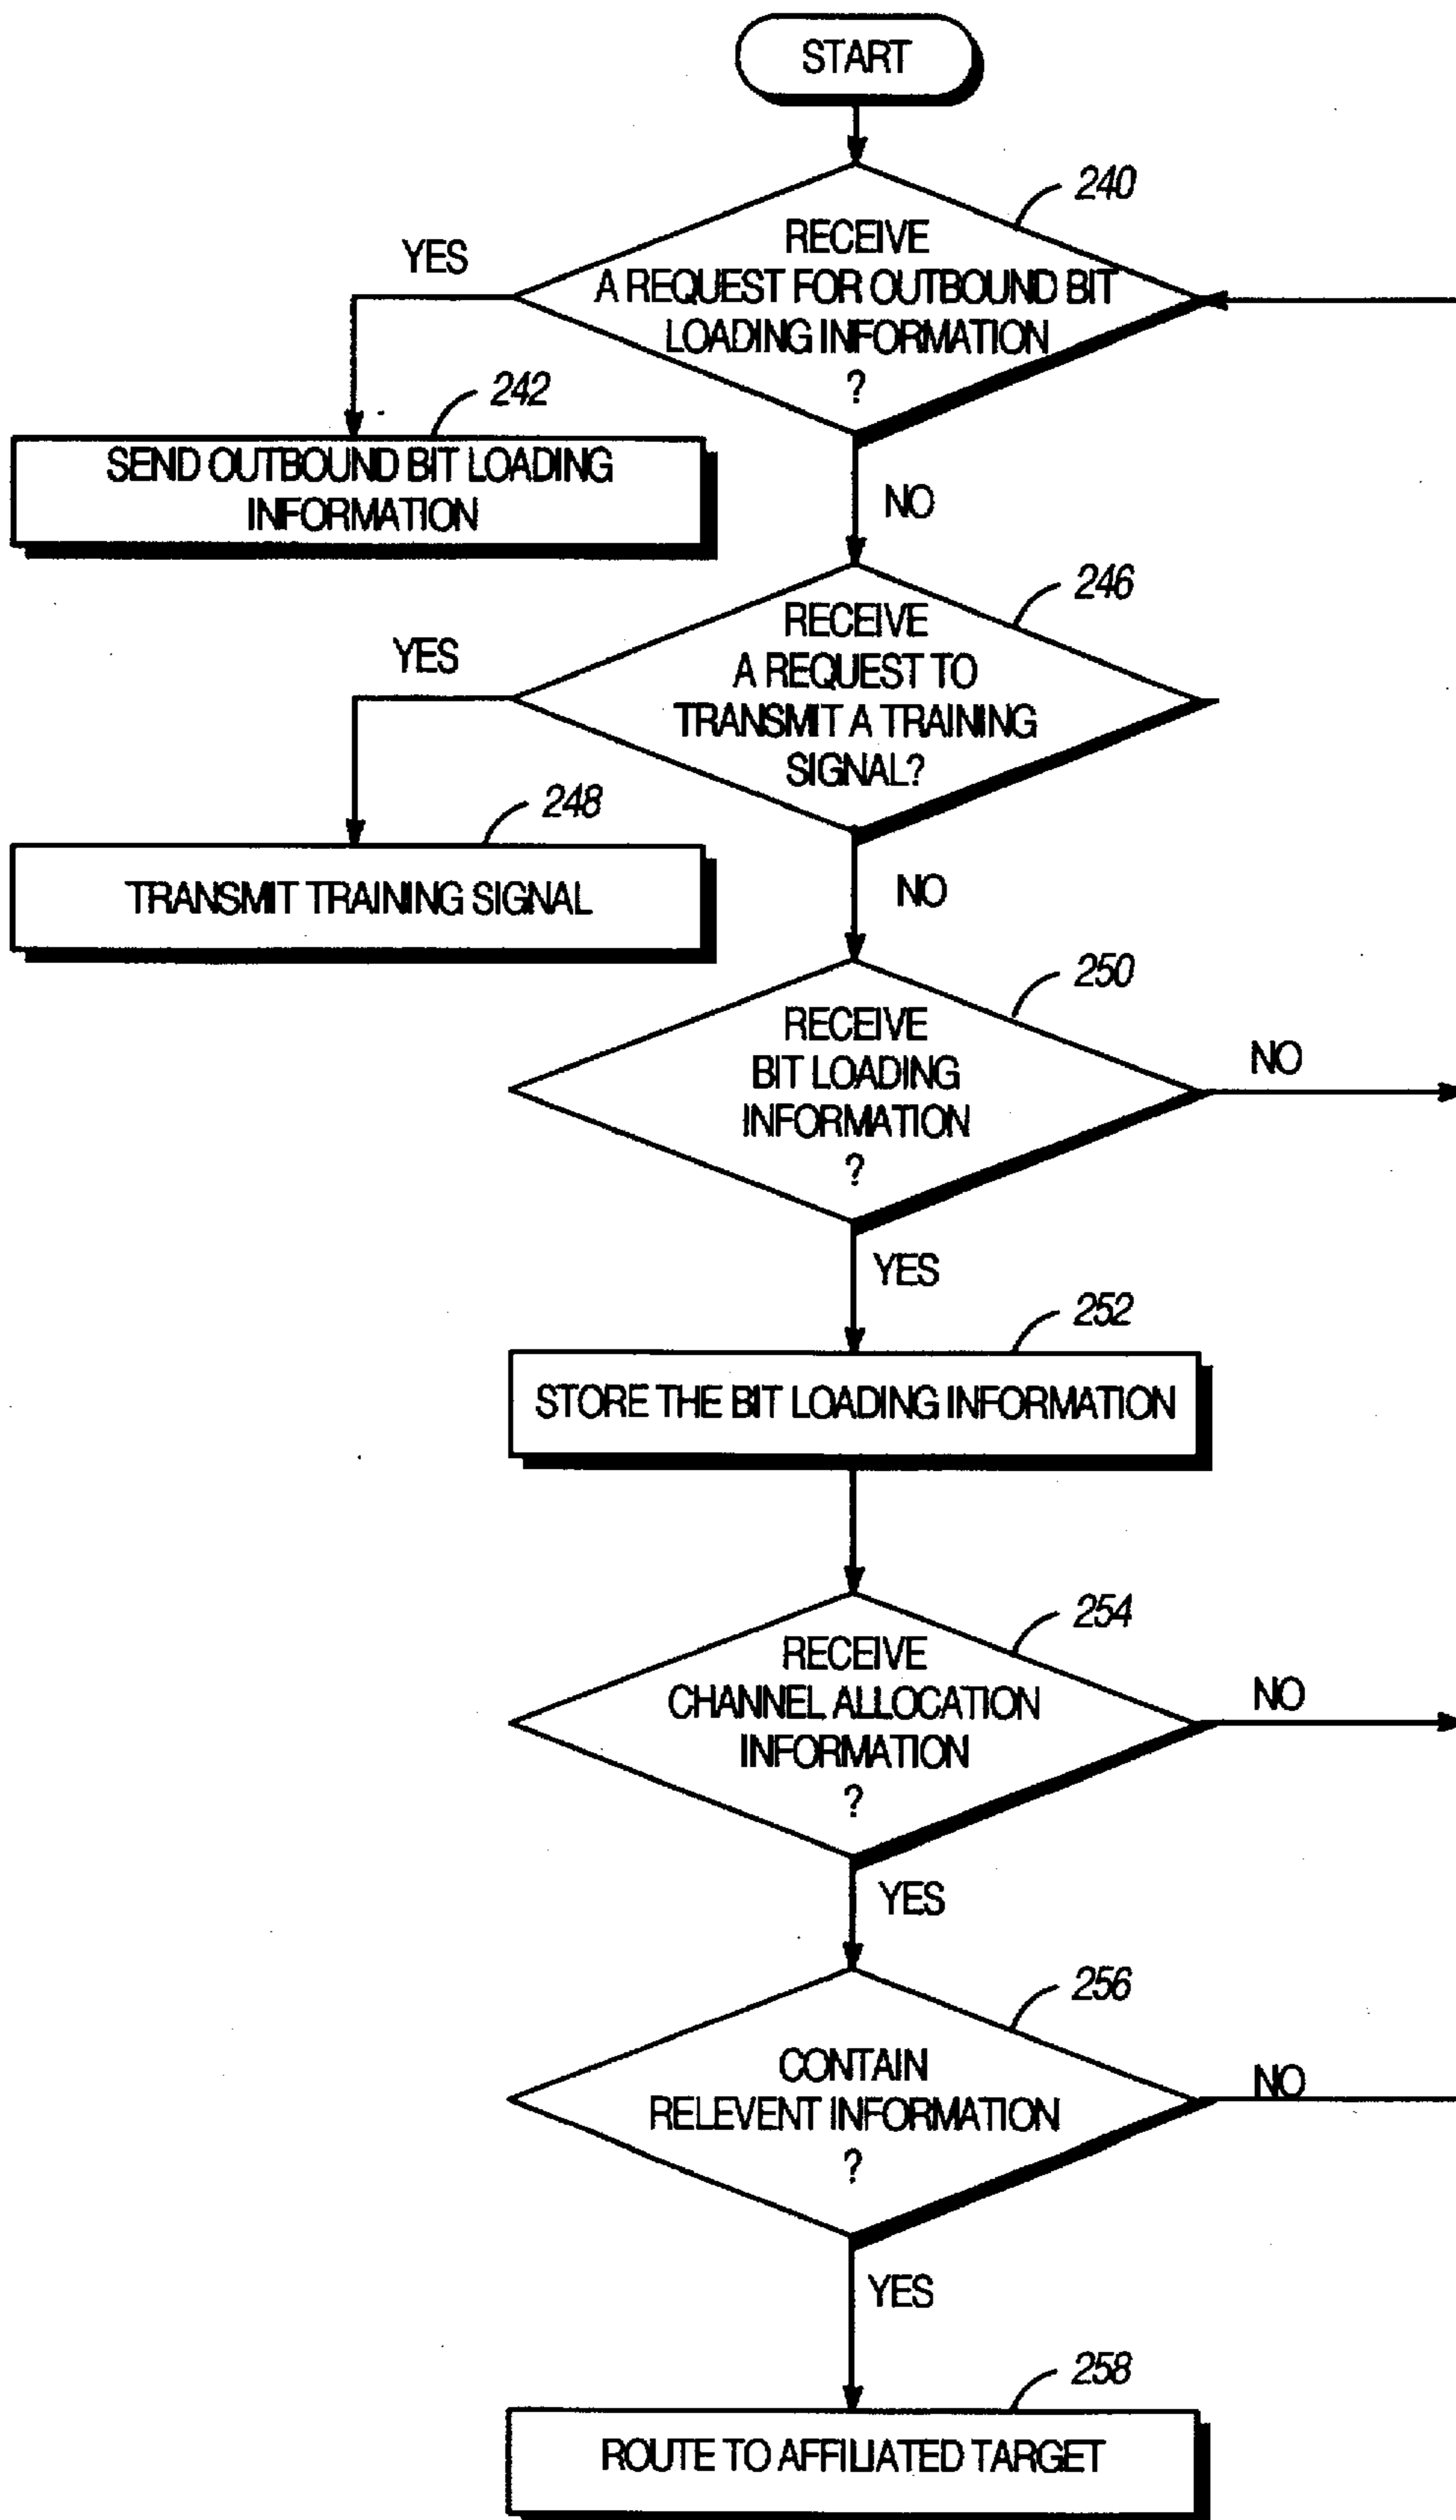 START
240
RECEIVE
A REQUEST FOR OUTBOUND BIT
LOADING INFORMATION
?
YES
242
SEND OUTBOUND BIT LOADING
INFORMATION
NO
246
RECEIVE
A REQUEST TO
TRANSMIT A TRAINING
SIGNAL?
YES
248
TRANSMIT TRAINING SIGNAL
NO
250
RECEIVE
BIT LOADING
INFORMATION
?
NO
YES
252
STORE THE BIT LOADING INFORMATION
254
RECEIVE
CHANNEL ALLOCATION
INFORMATION
?
NO
YES
256
CONTAIN
RELEVENT INFORMATION
?
NO
YES
258
ROUTE TO AFFILIATED TARGET